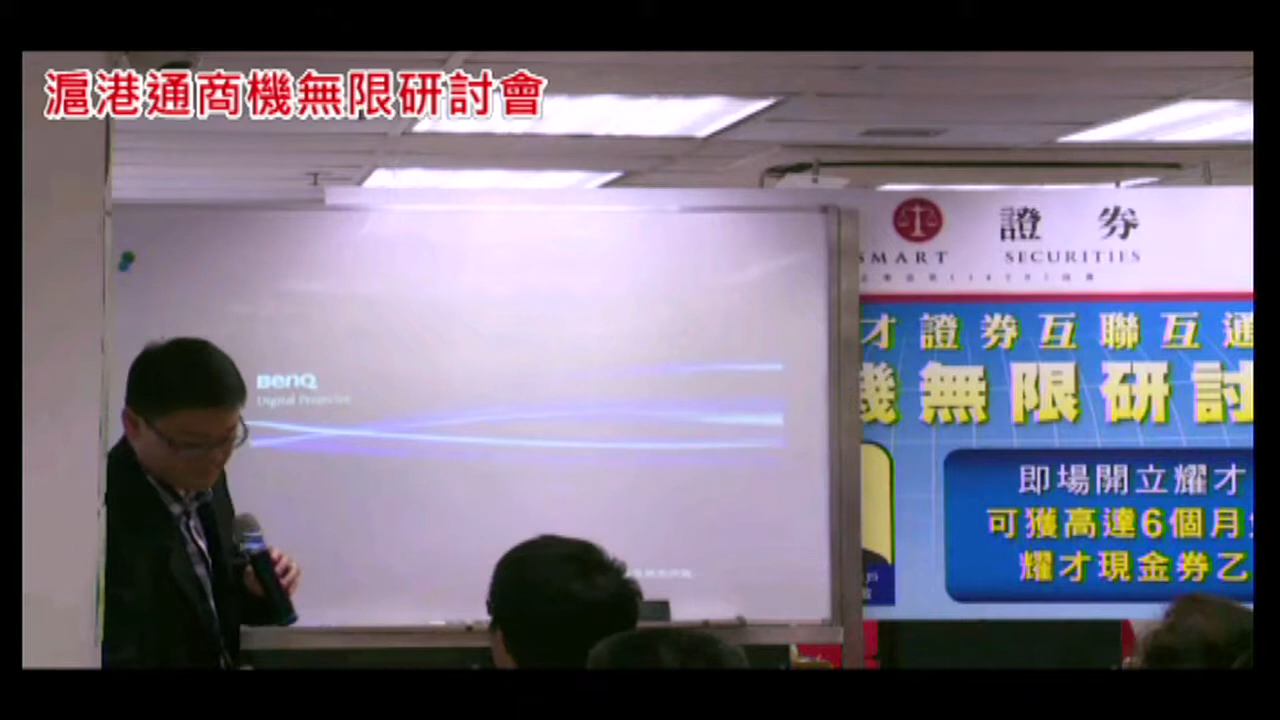 滬港通商機無限研討會
證券
SMART SECURITIES
才證券互聯互通
機無限研討
BenQ
Digital Projector
即場開立耀才
可獲高達6個月
耀才現金券乙